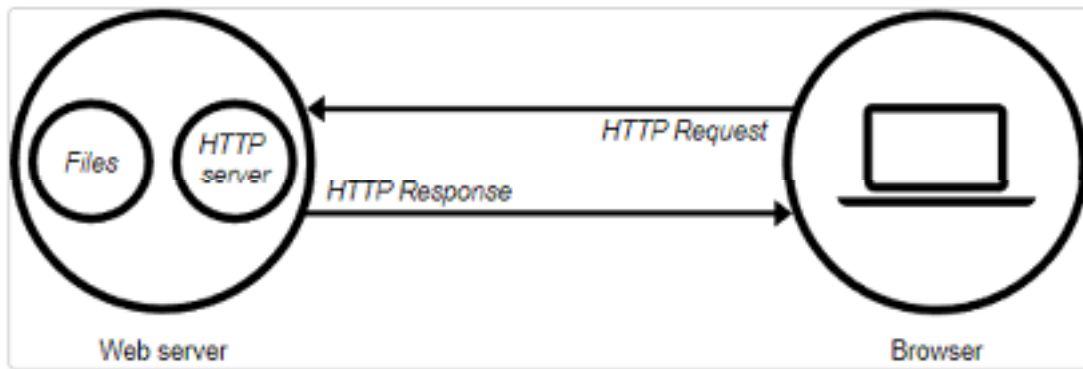 HTTP Request
Files
HTTP
server
HTTP Response
Web server
Browser